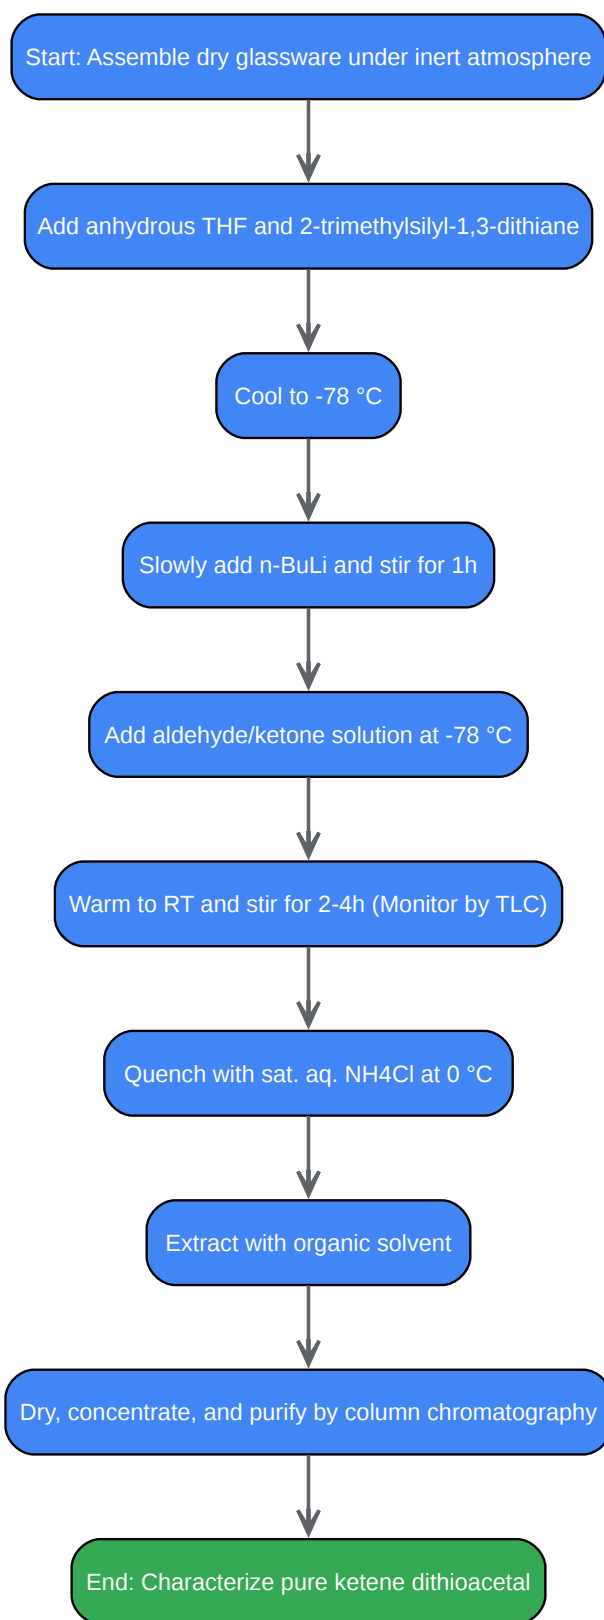 Start: Assemble dry glassware under inert atmosphere
Add anhydrous THF and 2-trimethylsilyl-1,3-dithiane
Cool to -78 °C
Slowly add n-BuLi and stir for 1h
Add aldehyde/ketone solution at -78 °C
Warm to RT and stir for 2-4h (Monitor by TLC)
Quench with sat. aq. NH4Cl at 0 °C
Extract with organic solvent
Dry, concentrate, and purify by column chromatography
End: Characterize pure ketene dithioacetal